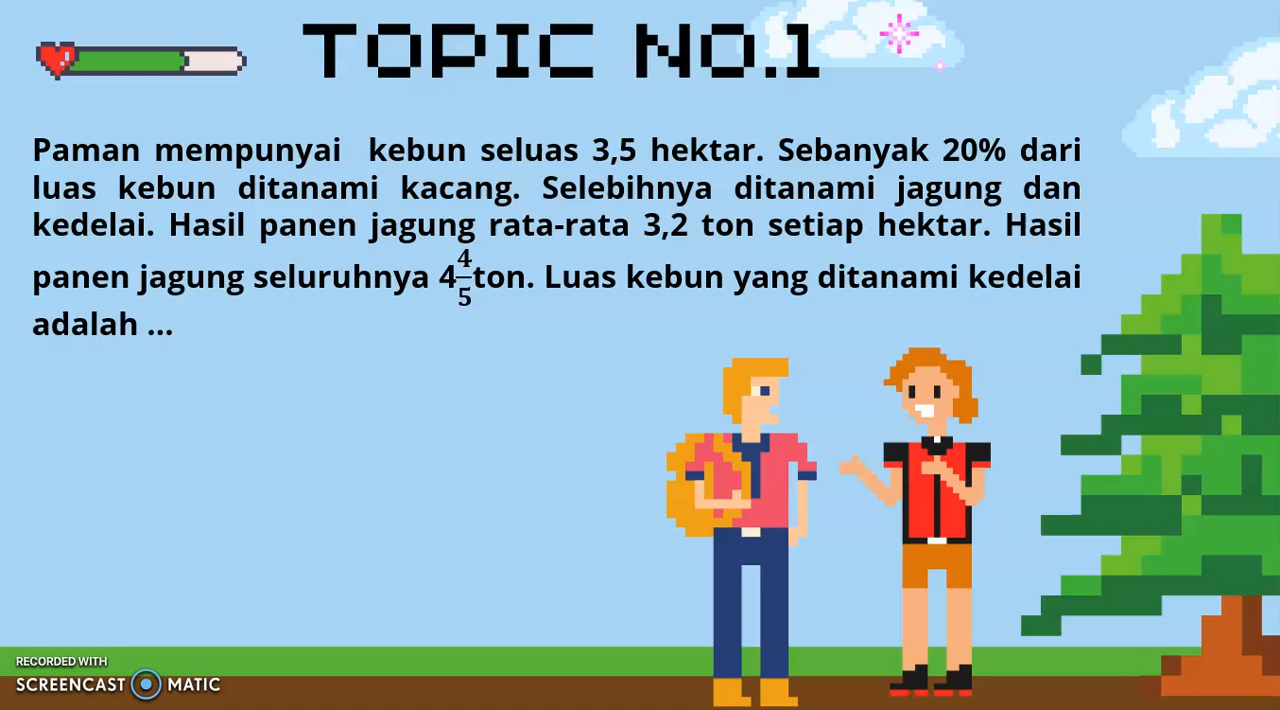 TOPIC NO.1
Paman mempunyai kebun seluas 3,5 hektar. Sebanyak 20% dari
luas kebun ditanami kacang. Selebihnya ditanami jagung dan
kedelai. Hasil panen jagung rata-rata 3,2 ton setiap hektar. Hasil
panen jagung seluruhnya 4 4/5 ton. Luas kebun yang ditanami kedelai
adalah ...
RECORDED WITH
SCREENCAST MATIC